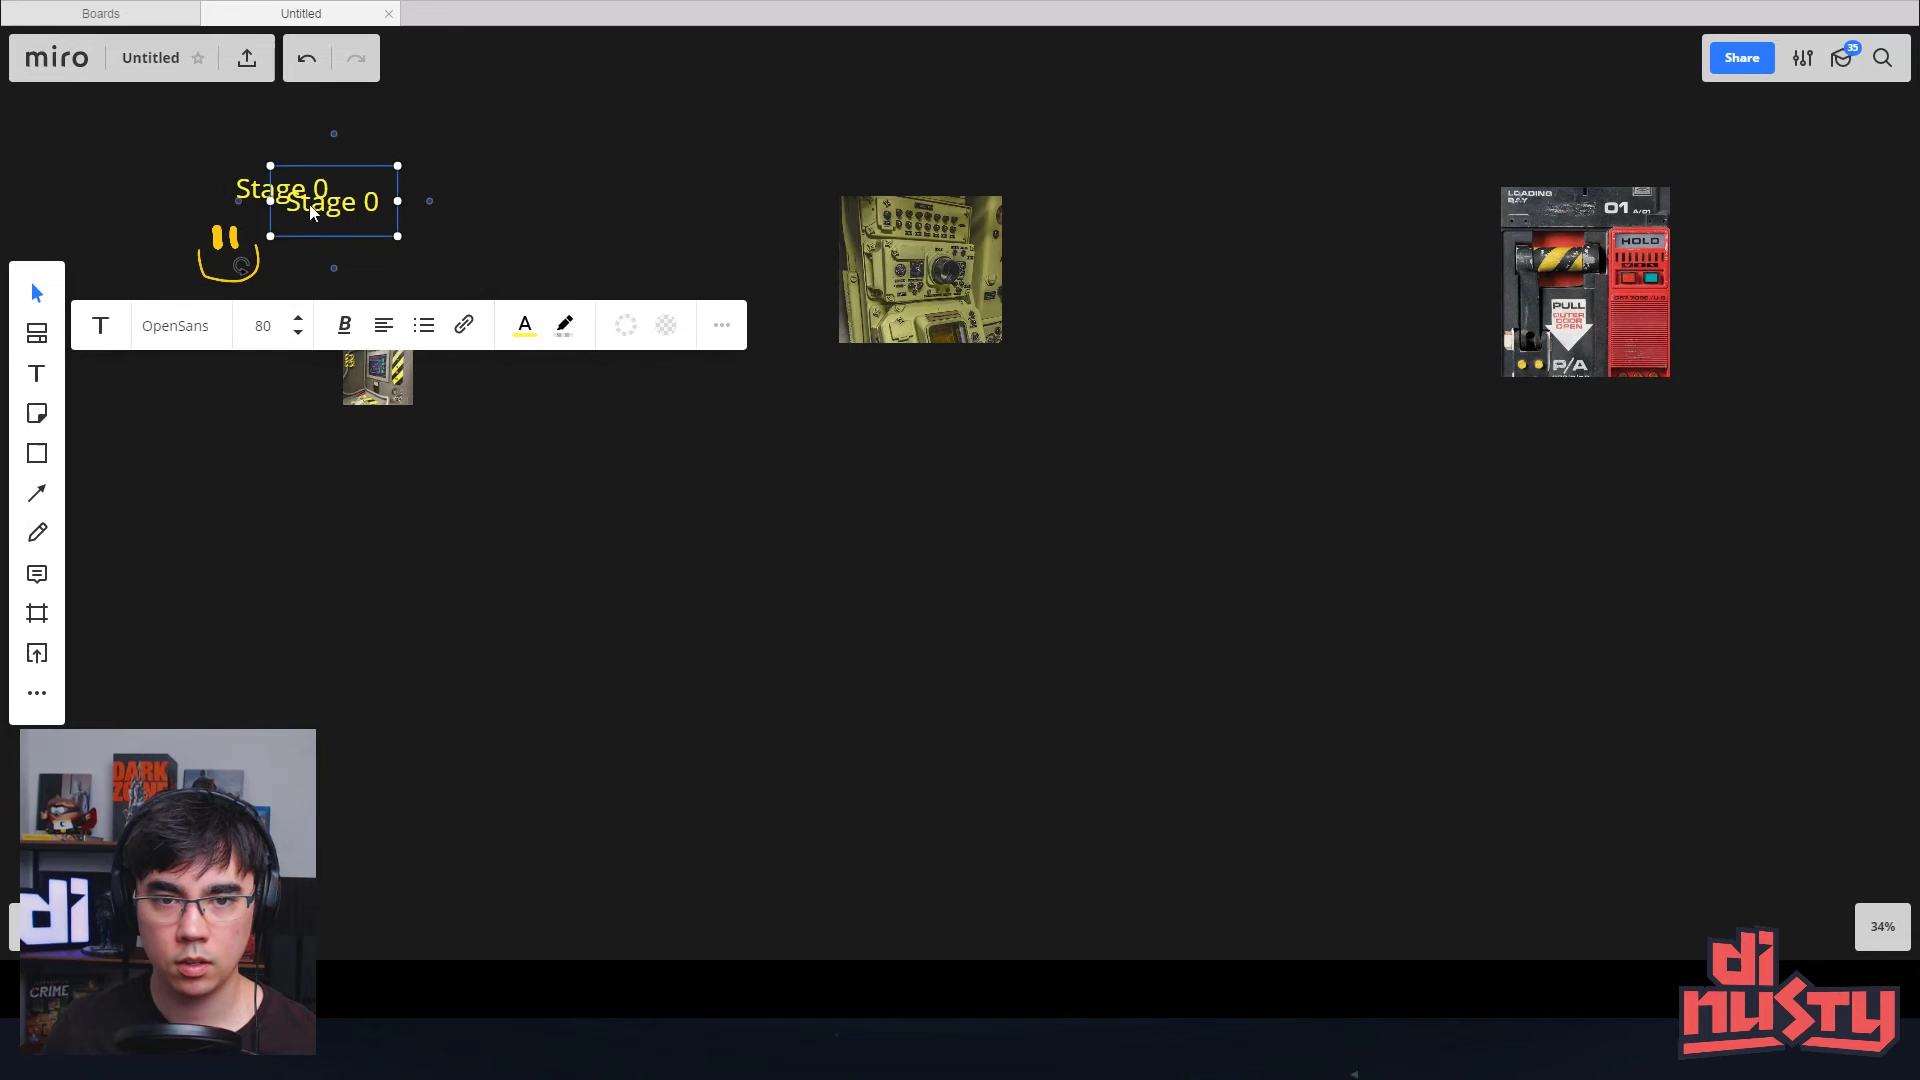 Boards
Untitled
miro
Untitled
Share
35
Stage 0
Stage 0
OpenSans
80
B
A
LOADING
BAY
01
HOLD
PULL
OUTER
DOOR
OPEN
P/A
DARK
ZONE
di
CRIME
34%
di
nusty